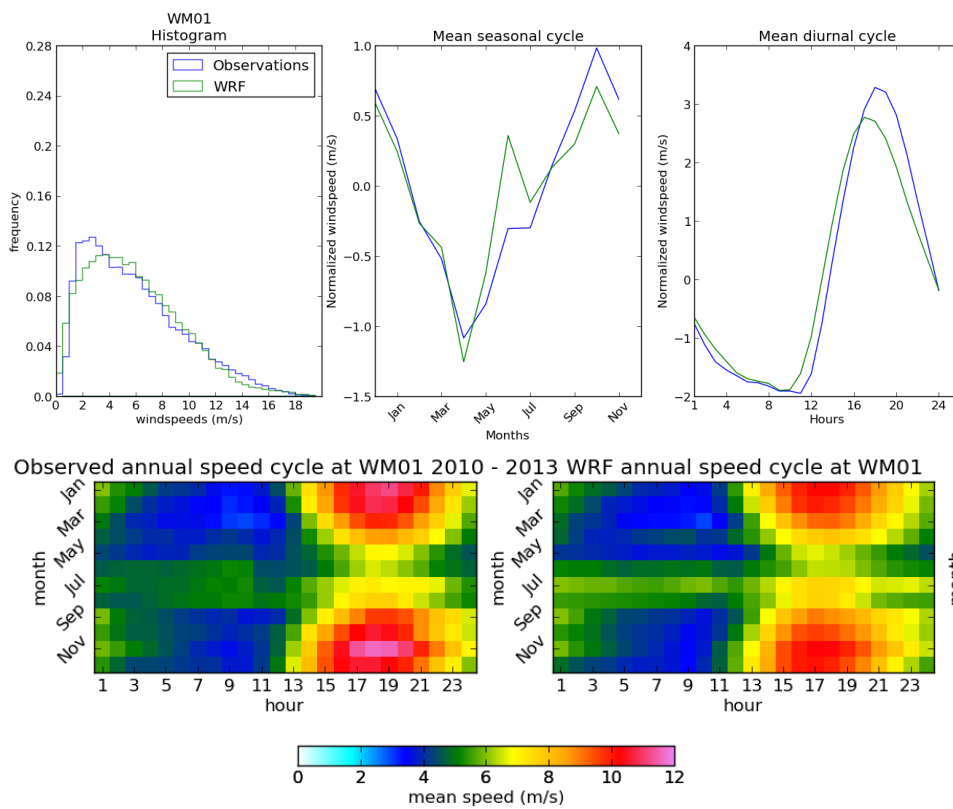 WM01
Histogram
Observations
WRF
0.28
0.24
0.20
0.16
0.12
0.08
0.04
0.0
frequency
0 2 4 6 8 10 12 14 16 18
windspeeds (m/s)
Mean seasonal cycle
1.0
0.5
0.0
−0.5
−1.0
−1.5
Normalized windspeed (m/s)
Jan Mar May Jul Sep Nov
Months
Mean diurnal cycle
4
3
2
1
0
−1
−2
Normalized windspeed (m/s)
1 4 8 12 16 20 24
Hours
Observed annual speed cycle at WM01 2010 - 2013 WRF annual speed cycle at WM01
Jan
Mar
May
Jul
Sep
Nov
month
1 3 5 7 9 11 13 15 17 19 21 23
hour
Jan
Mar
May
Jul
Sep
Nov
month
1 3 5 7 9 11 13 15 17 19 21 23
hour
0 2 4 6 8 10 12
mean speed (m/s)